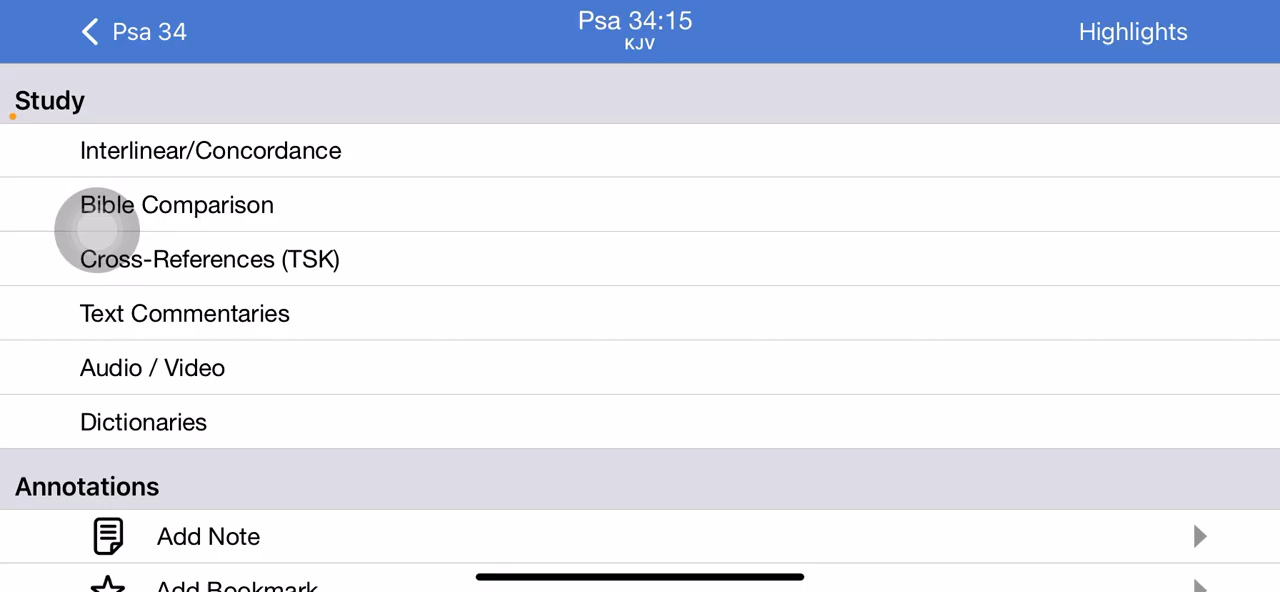 Psa 34
Psa 34:15
KJV
Highlights
Study
Interlinear/Concordance
Bible Comparison
Cross-References (TSK)
Text Commentaries
Audio / Video
Dictionaries
Annotations
Add Note
Add Bookmark